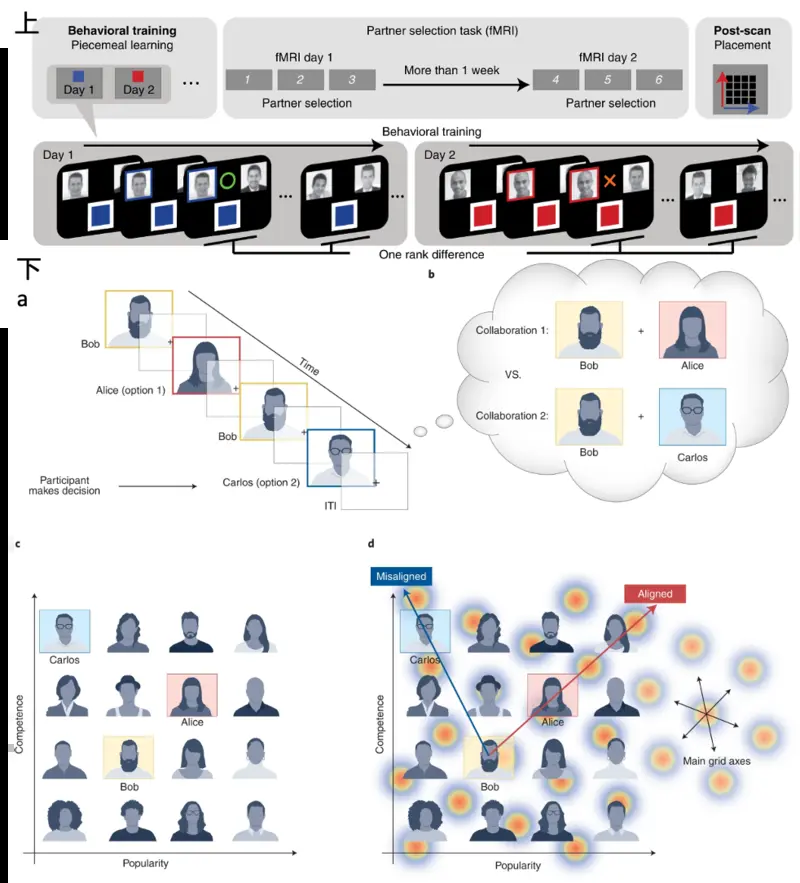 上
Behavioral training
Piecemeal learning
Day 1
Day 2
...
Partner selection task (fMRI)
fMRI day 1
1
2
3
Partner selection
More than 1 week
fMRI day 2
4
5
6
Partner selection
Post-scan
Placement
Behavioral training
Day 1
...
...
Day 2
...
...
One rank difference
下
a
Bob
+
Alice (option 1)
+
Bob
+
Carlos (option 2)
+
ITI
Time
Participant
makes decision
b
Collaboration 1:
+
Bob
Alice
VS.
Collaboration 2:
+
Bob
Carlos
c
Competence
Carlos
Alice
Bob
Popularity
d
Misaligned
Aligned
Competence
Carlos
Alice
Bob
Main grid axes
Popularity